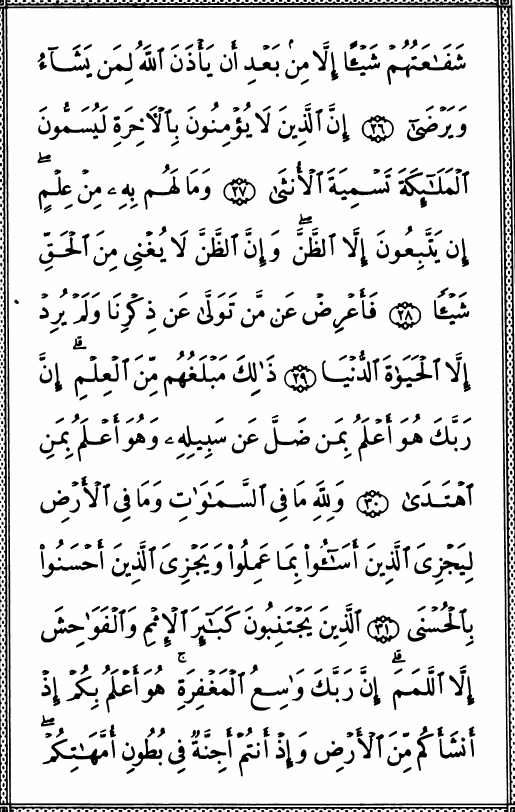 شَفَـٰعَتُهُمْ شَيْـًٔا إِلَّا مِنۢ بَعْدِ أَن يَأْذَنَ ٱللَّهُ لِمَن يَشَآءُ
وَيَرْضَىٰٓ ﴿٢٦﴾ إِنَّ ٱلَّذِينَ لَا يُؤْمِنُونَ بِٱلْـَٔاخِرَةِ لَيُسَمُّونَ
ٱلْمَلَـٰٓئِكَةَ تَسْمِيَةَ ٱلْأُنثَىٰ ﴿٢٧﴾ وَمَا لَهُم بِهِۦ مِنْ عِلْمٍ ۖ
إِن يَتَّبِعُونَ إِلَّا ٱلظَّنَّ ۖ وَإِنَّ ٱلظَّنَّ لَا يُغْنِى مِنَ ٱلْحَقِّ
شَيْـًٔا ﴿٢٨﴾ فَأَعْرِضْ عَن مَّن تَوَلَّىٰ عَن ذِكْرِنَا وَلَمْ يُرِدْ
إِلَّا ٱلْحَيَوٰةَ ٱلدُّنْيَا ﴿٢٩﴾ ذَٰلِكَ مَبْلَغُهُم مِّنَ ٱلْعِلْمِ ۚ إِنَّ
رَبَّكَ هُوَ أَعْلَمُ بِمَن ضَلَّ عَن سَبِيلِهِۦ وَهُوَ أَعْلَمُ بِمَنِ
ٱهْتَدَىٰ ﴿٣٠﴾ وَلِلَّهِ مَا فِى ٱلسَّمَـٰوَٰتِ وَمَا فِى ٱلْأَرْضِ
لِيَجْزِىَ ٱلَّذِينَ أَسَـٰٓـُٔوا۟ بِمَا عَمِلُوا۟ وَيَجْزِىَ ٱلَّذِينَ أَحْسَنُوا۟
بِٱلْحُسْنَى ﴿٣١﴾ ٱلَّذِينَ يَجْتَنِبُونَ كَبَـٰٓئِرَ ٱلْإِثْمِ وَٱلْفَوَٰحِشَ
إِلَّا ٱللَّمَمَ ۗ إِنَّ رَبَّكَ وَٰسِعُ ٱلْمَغْفِرَةِ ۚ هُوَ أَعْلَمُ بِكُمْ إِذْ
أَنشَأَكُم مِّنَ ٱلْأَرْضِ وَإِذْ أَنتُمْ أَجِنَّةٌ فِى بُطُونِ أُمَّهَـٰتِكُمْ ۖ